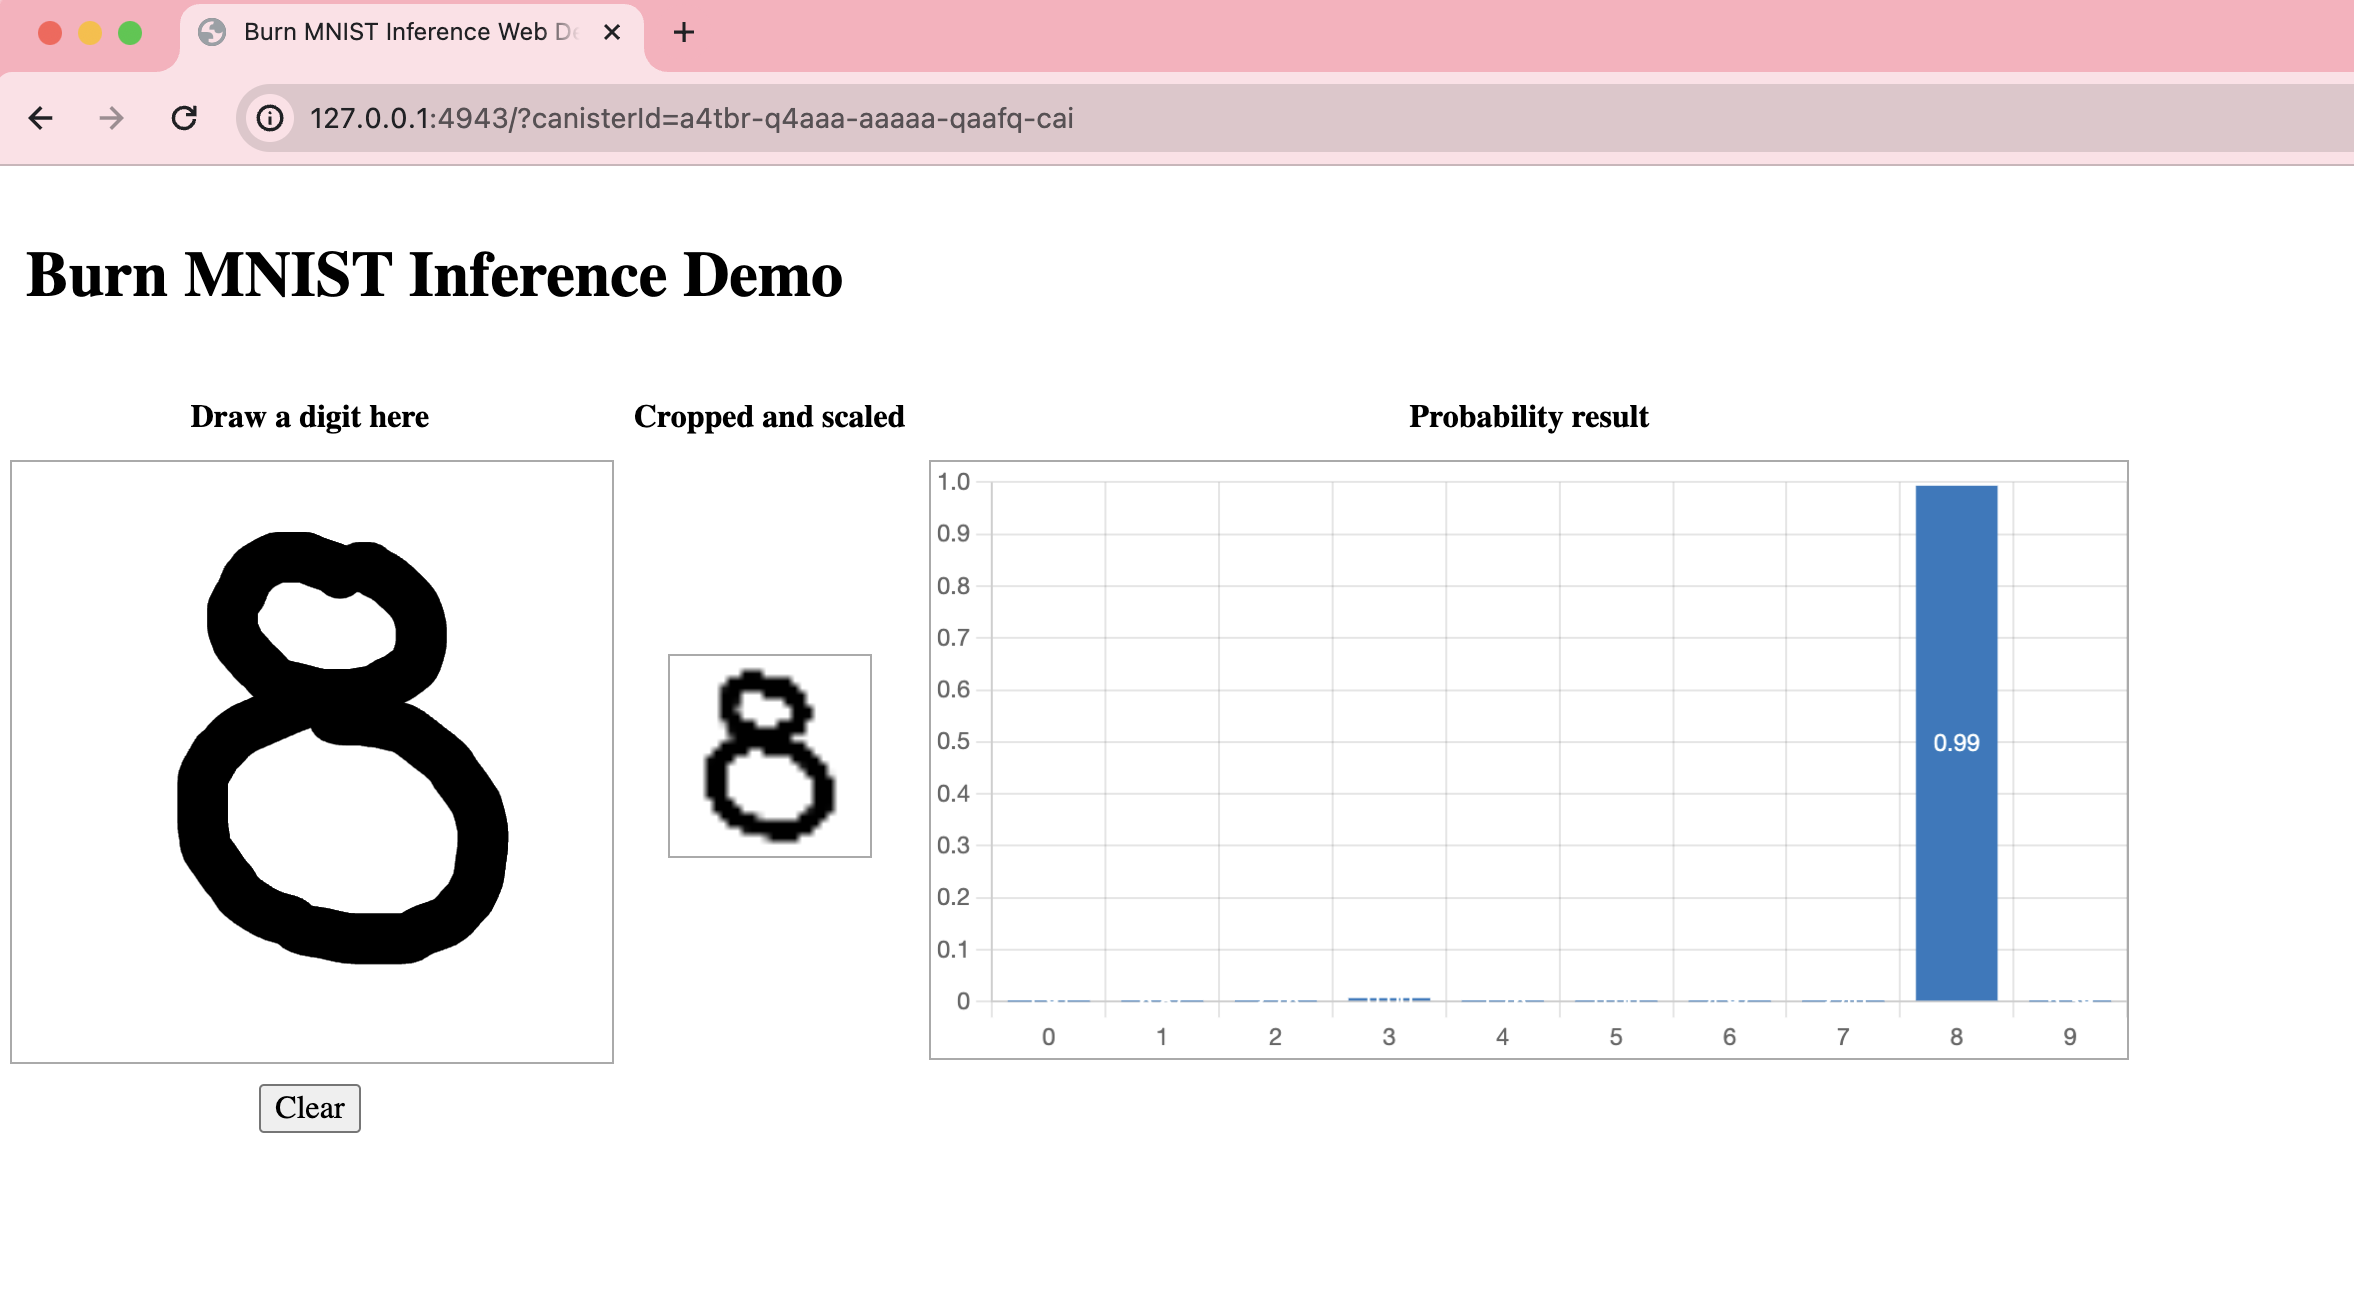 Burn MNIST Inference Web De
127.0.0.1:4943/?canisterId=a4tbr-q4aaa-aaaaa-qaafq-cai
Burn MNIST Inference Demo
Draw a digit here Cropped and scaled Probability result
8
8
1.0
0.9
0.8
0.7
0.6
0.5
0.4
0.3
0.2
0.1
0
0.99
0 1 2 3 4 5 6 7 8 9
Clear